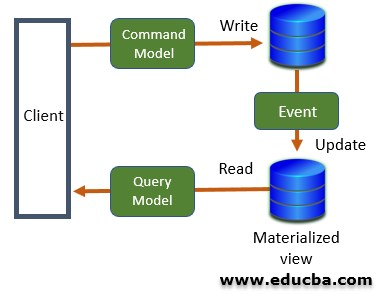 Command
Model
Write
Client
Event
Update
Query
Model
Read
Materialized
view
www.educba.com